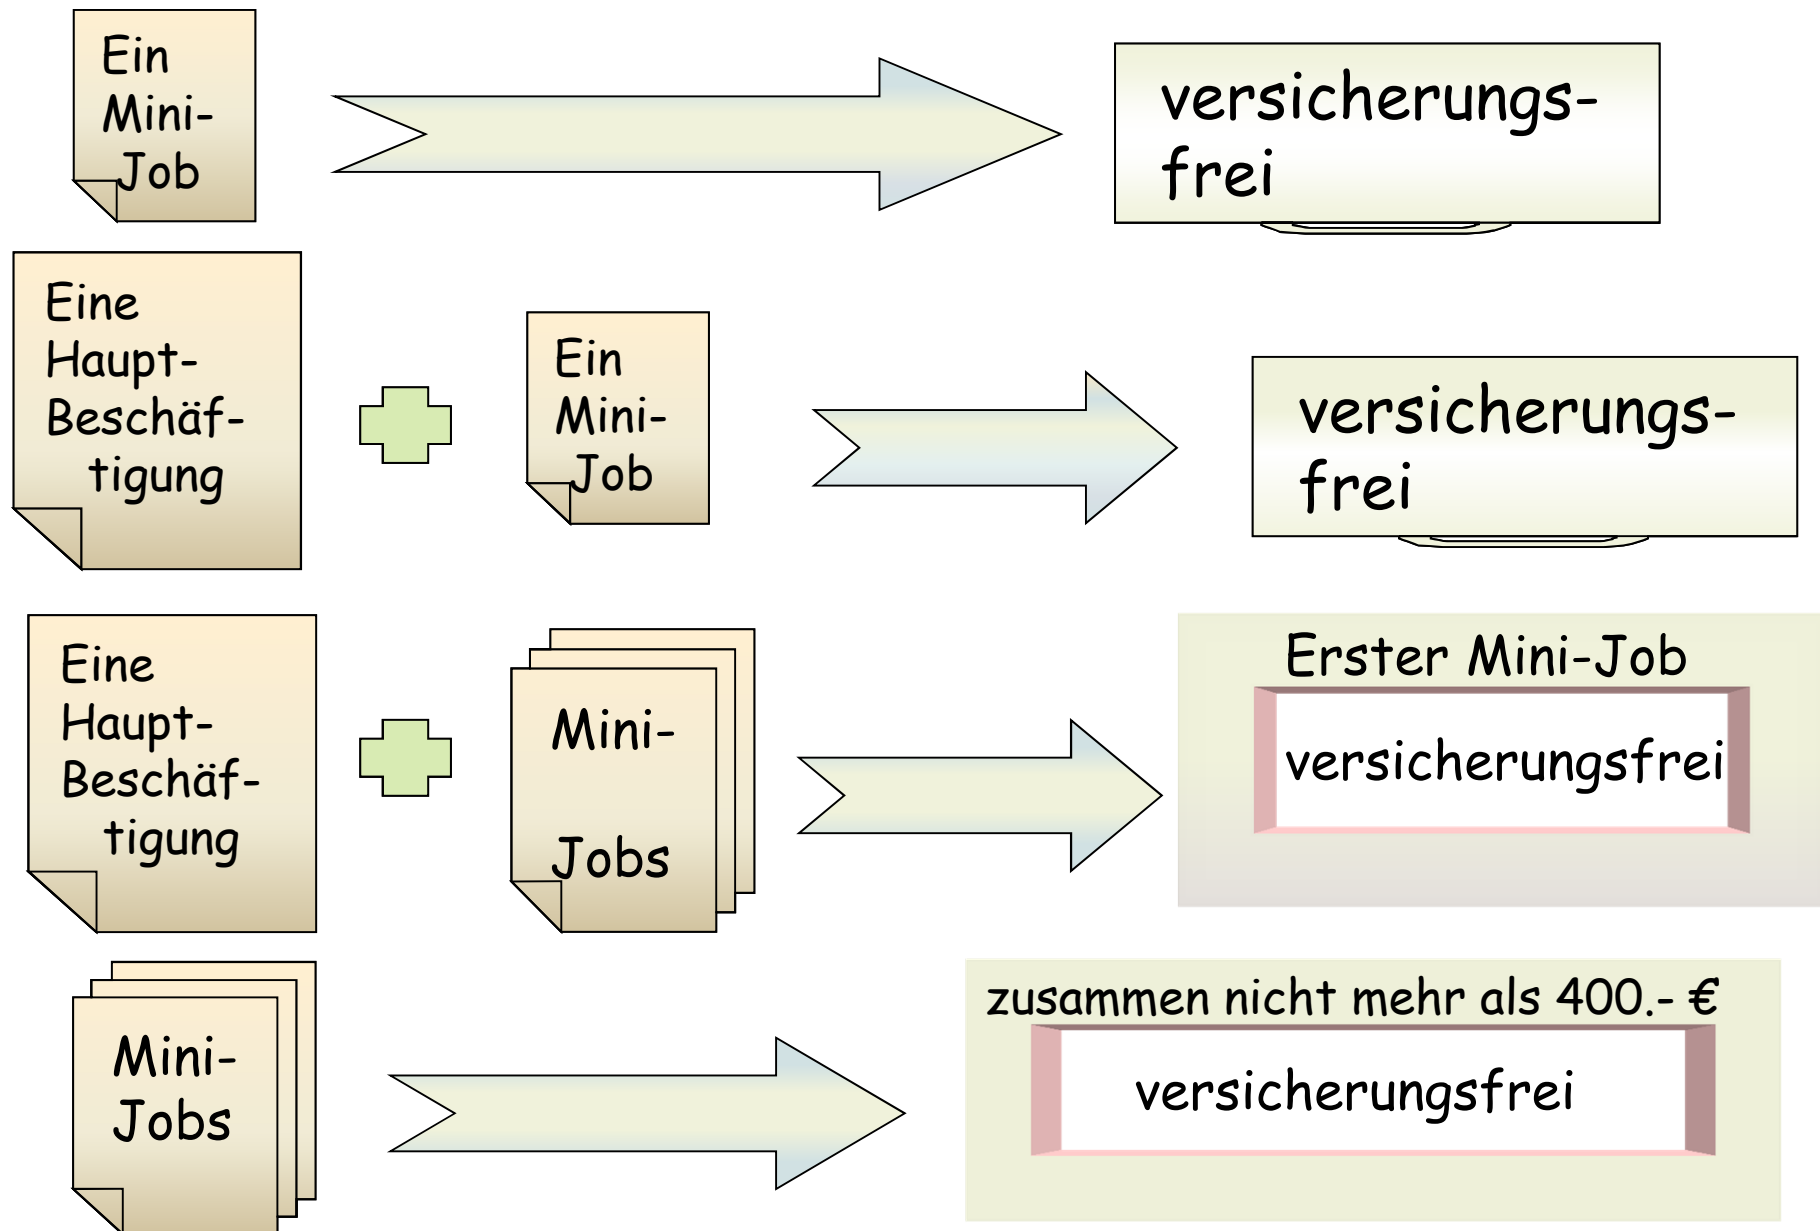 Ein
Mini-
Job
versicherungs-
frei
Eine
Haupt-
Beschäf-
tigung
Ein
Mini-
Job
versicherungs-
frei
Eine
Haupt-
Beschäf-
tigung
Mini-
Jobs
Erster Mini-Job
versicherungsfrei
Mini-
Jobs
zusammen nicht mehr als 400.- €
versicherungsfrei